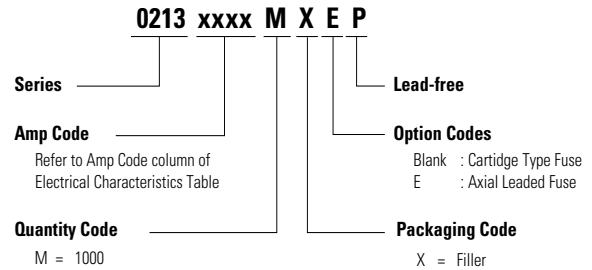 0213 xxxx M X E P
Series
Lead-free
Amp Code
Refer to Amp Code column of
Electrical Characteristics Table
Option Codes
Blank : Cartidge Type Fuse
E : Axial Leaded Fuse
Quantity Code
M = 1000
Packaging Code
X = Filler